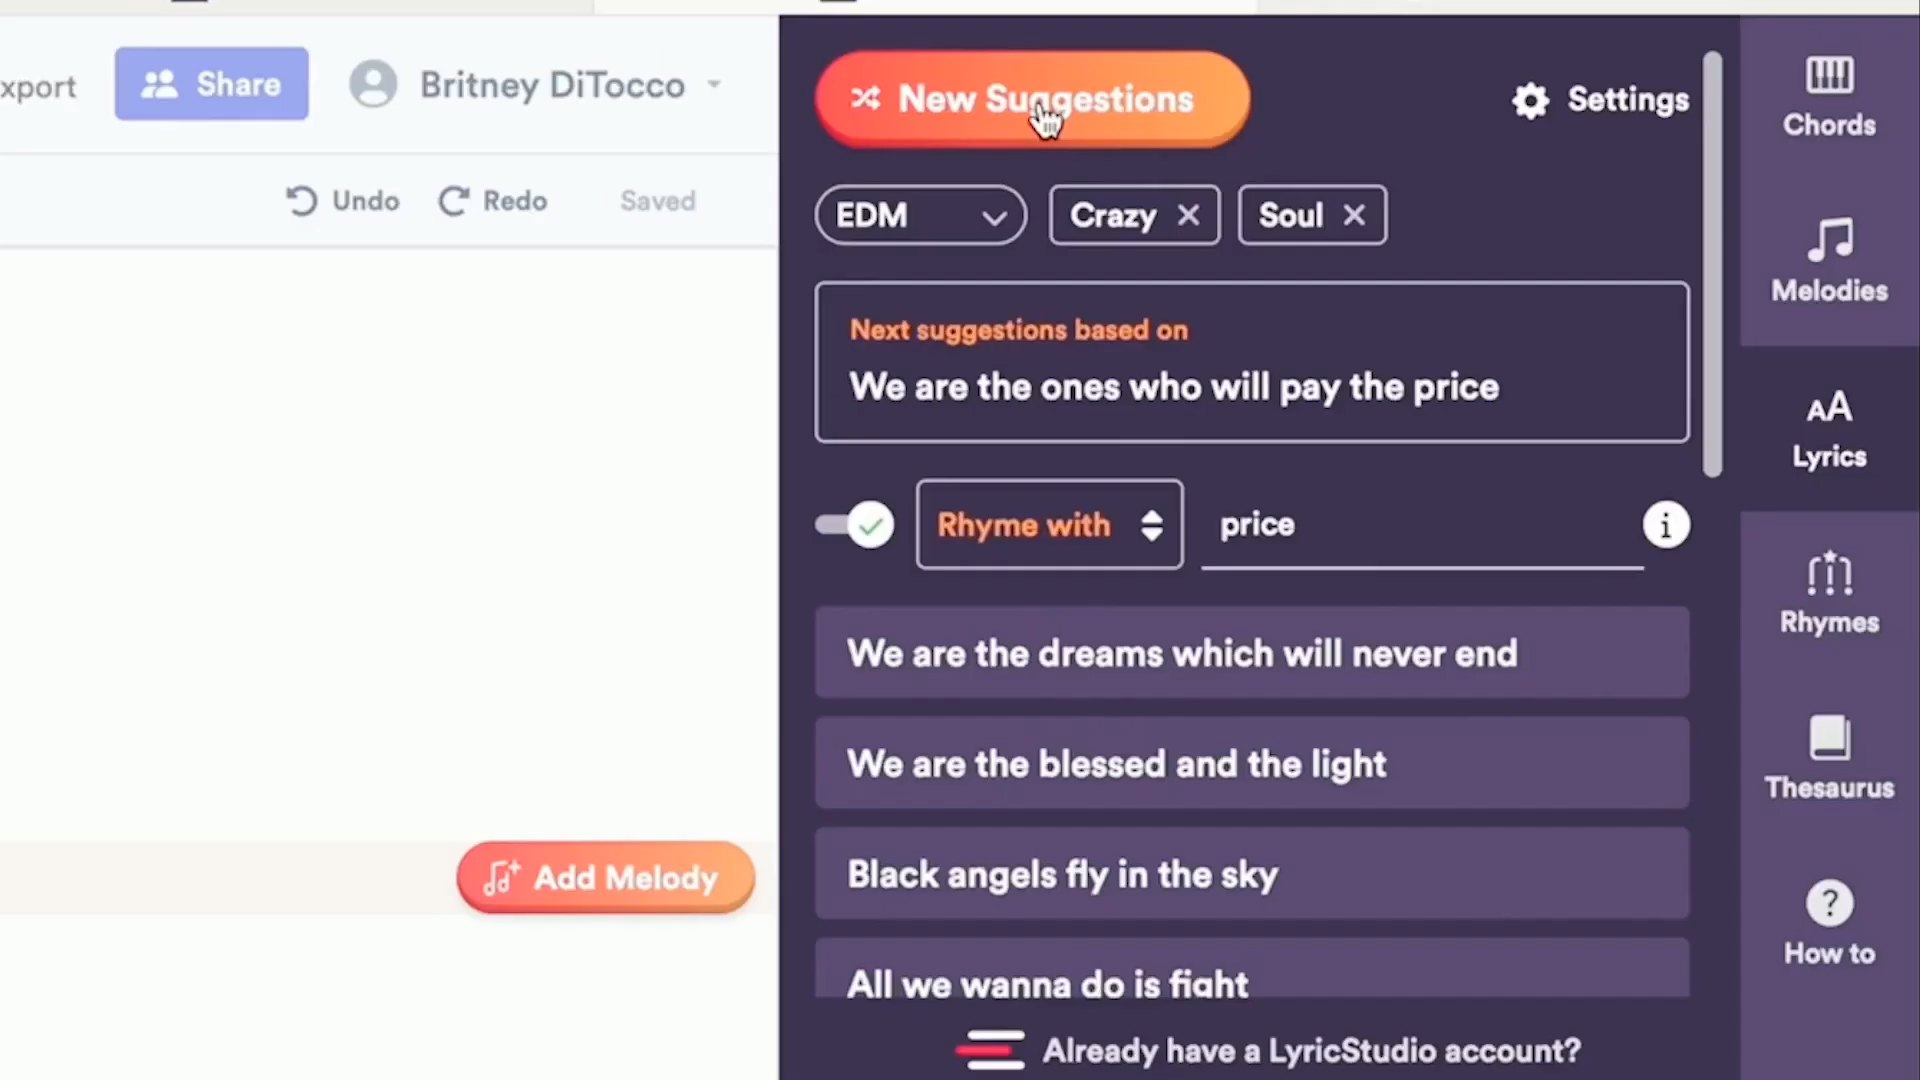 xport
Share
Britney DiTocco
New Suggestions
Settings
Undo
Redo
Saved
EDM
Crazy
Soul
Next suggestions based on
We are the ones who will pay the price
Rhyme with
price
We are the dreams which will never end
We are the blessed and the light
Black angels fly in the sky
All we wanna do is fight
Add Melody
Already have a LyricStudio account?
Chords
Melodies
AA
Lyrics
Rhymes
Thesaurus
How to